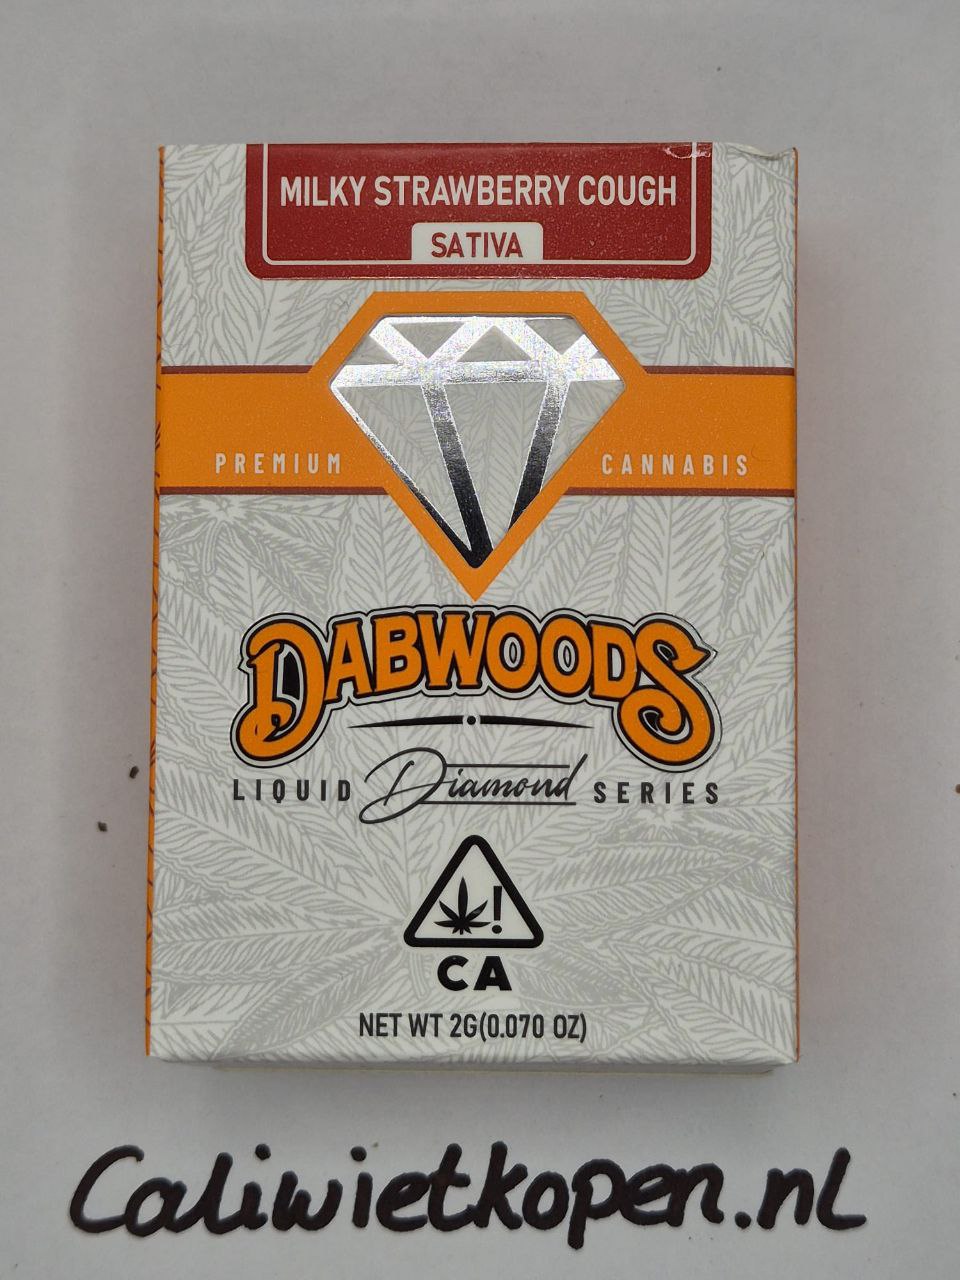 MILKY STRAWBERRY COUGH
SATIVA
PREMIUM CANNABIS
DABWOODS
LIQUID Diamond SERIES
!
CA
NET WT 2G(0.070 OZ)
Caliwietkopen.nl